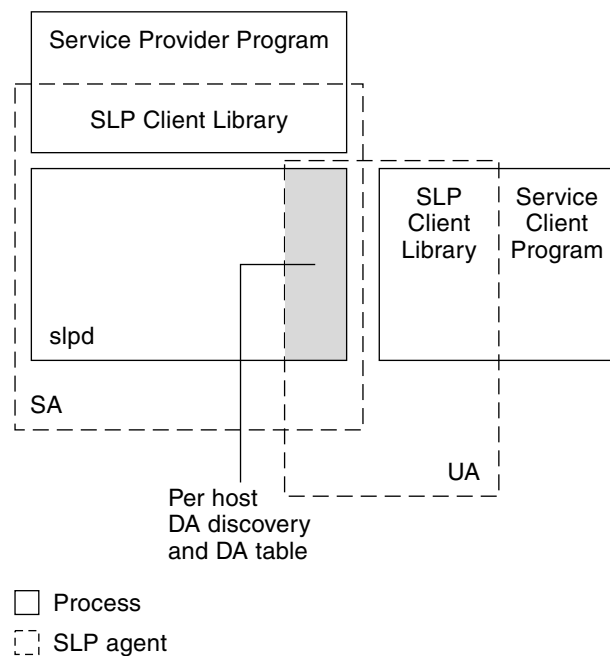 Service Provider Program
SLP Client Library
SLP
Client
Library
Service
Client
Program
slpd
SA
UA
Per host
DA discovery
and DA table
Process
SLP agent